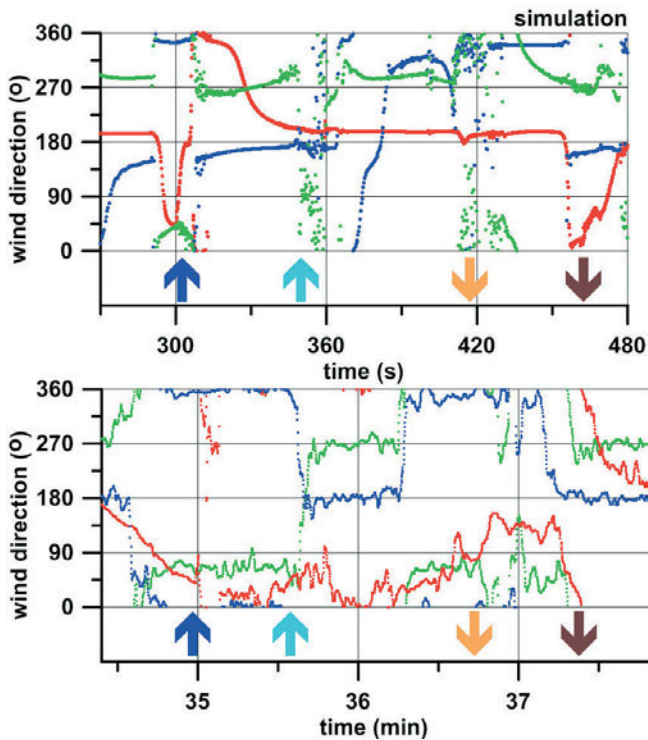 simulation
360
270
180
90
0
wind direction (º)
300 360 420 480
time (s)
360
270
180
90
0
wind direction (º)
35 36 37
time (min)